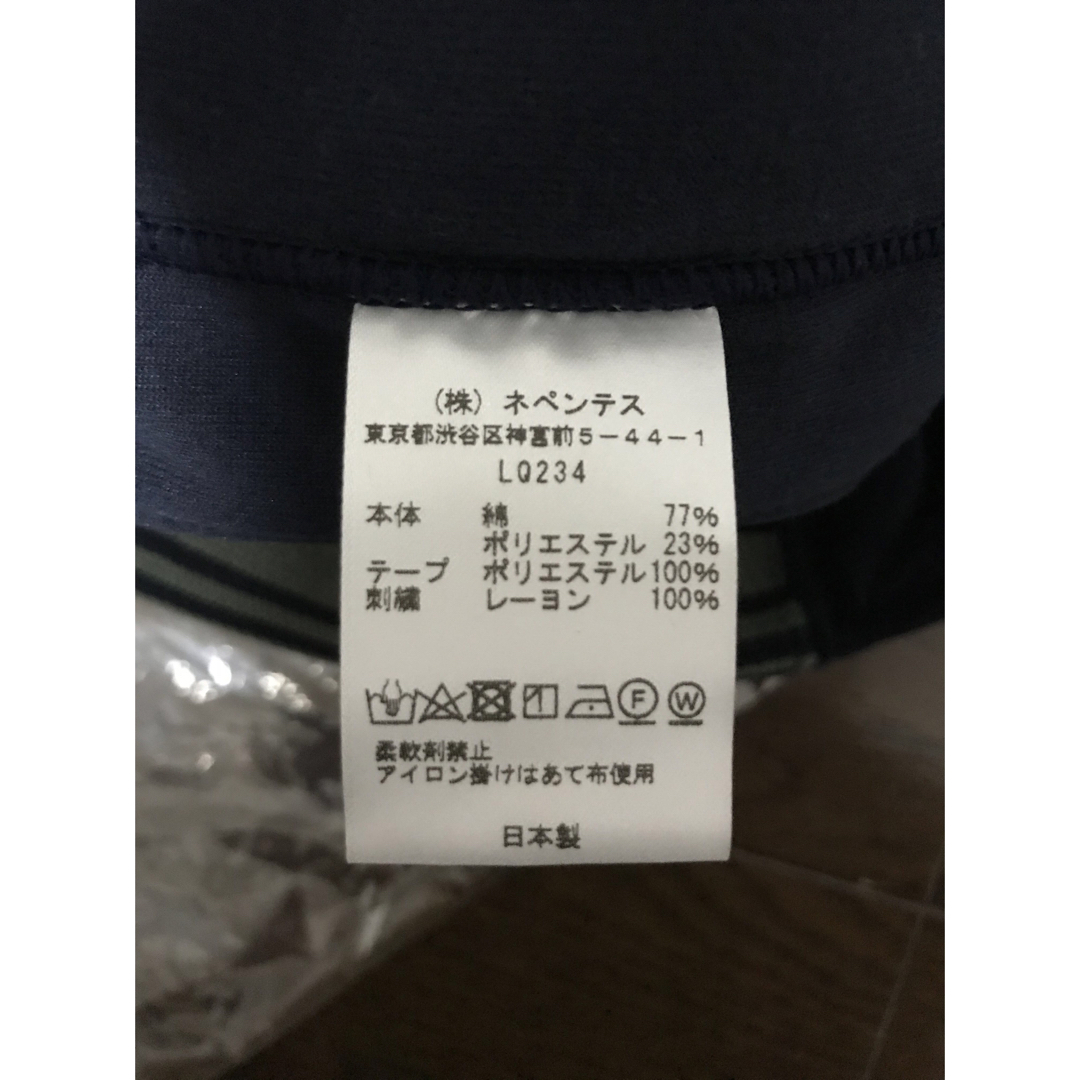 (株) ネペンテス
東京都渋谷区神宮前5-44-1
LQ234
本体 綿 77%
ポリエステル 23%
テープ ポリエステル 100%
刺繍 レーヨン 100%
F W
柔軟剤禁止
アイロン掛けはあて布使用
日本製